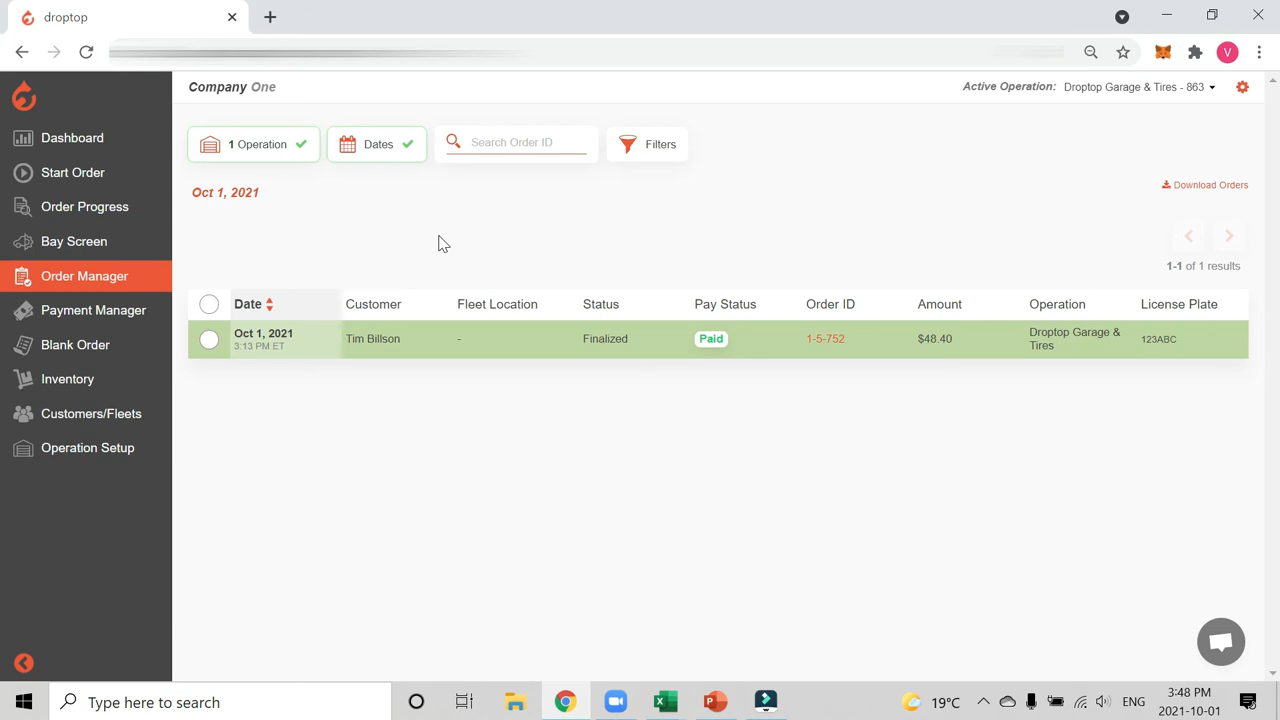 droptop
V
Company One
Active Operation: Droptop Garage & Tires - 863
Dashboard
Start Order
Order Progress
Bay Screen
Order Manager
Payment Manager
Blank Order
Inventory
Customers/Fleets
Operation Setup
1 Operation
Dates
Search Order ID
Filters
Oct 1, 2021
Download Orders
1-1 of 1 results
Date Customer Fleet Location Status Pay Status Order ID Amount Operation License Plate
Oct 1, 2021
3:13 PM ET
Tim Billson - Finalized Paid 1-5-752 $48.40
Droptop Garage &
Tires
123ABC
Type here to search
19°C
ENG
3:48 PM
2021-10-01